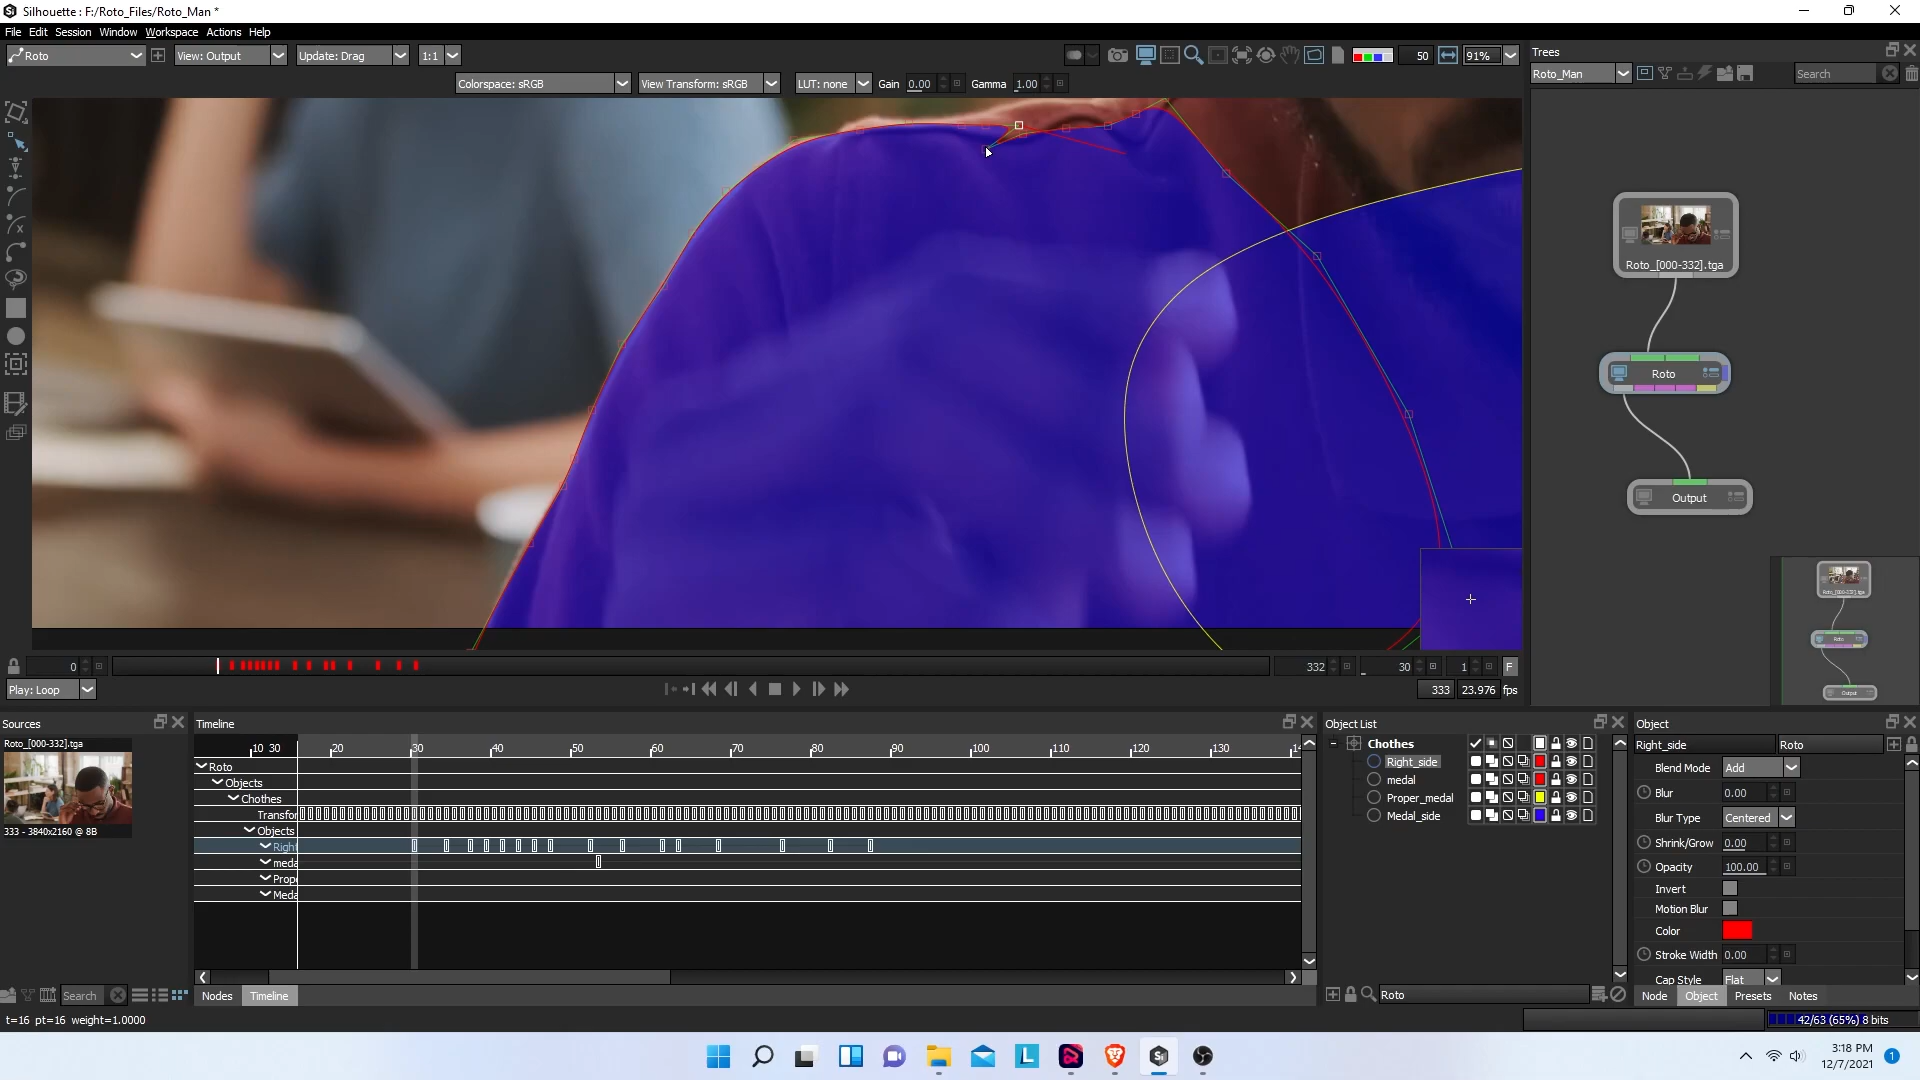 Silhouette : F:/Roto_Files/Roto_Man *
File Edit Session Window Workspace Actions Help
Roto View: Output Update: Drag 1:1 50 91%
Colorspace: sRGB View Transform: sRGB LUT: none Gain 0.00 Gamma 1.00
Trees
Roto_Man Search
Roto_[000-332].tga
Roto
Output
0 332 30 1 F
Play: Loop 333 23.976 fps
Sources
Roto_[000-332].tga
333 - 3840x2160 @ 8B
Search
Timeline
10 30 20 30 40 50 60 70 80 90 100 110 120 130 14
Roto
Objects
Clothes
Transfor
Objects
Right
meda
Prope
Meda
Nodes Timeline
Object List
Clothes
Right_side
medal
Proper_medal
Medal_side
Roto
Object
Right_side Roto
Blend Mode Add
Blur 0.00
Blur Type Centered
Shrink/Grow 0.00
Opacity 100.00
Invert
Motion Blur
Color
Stroke Width 0.00
Cap Style Flat
Node Object Presets Notes
t=16 pt=16 weight=1.0000
42/63 (65%) 8 bits
3:18 PM
12/7/2021
1